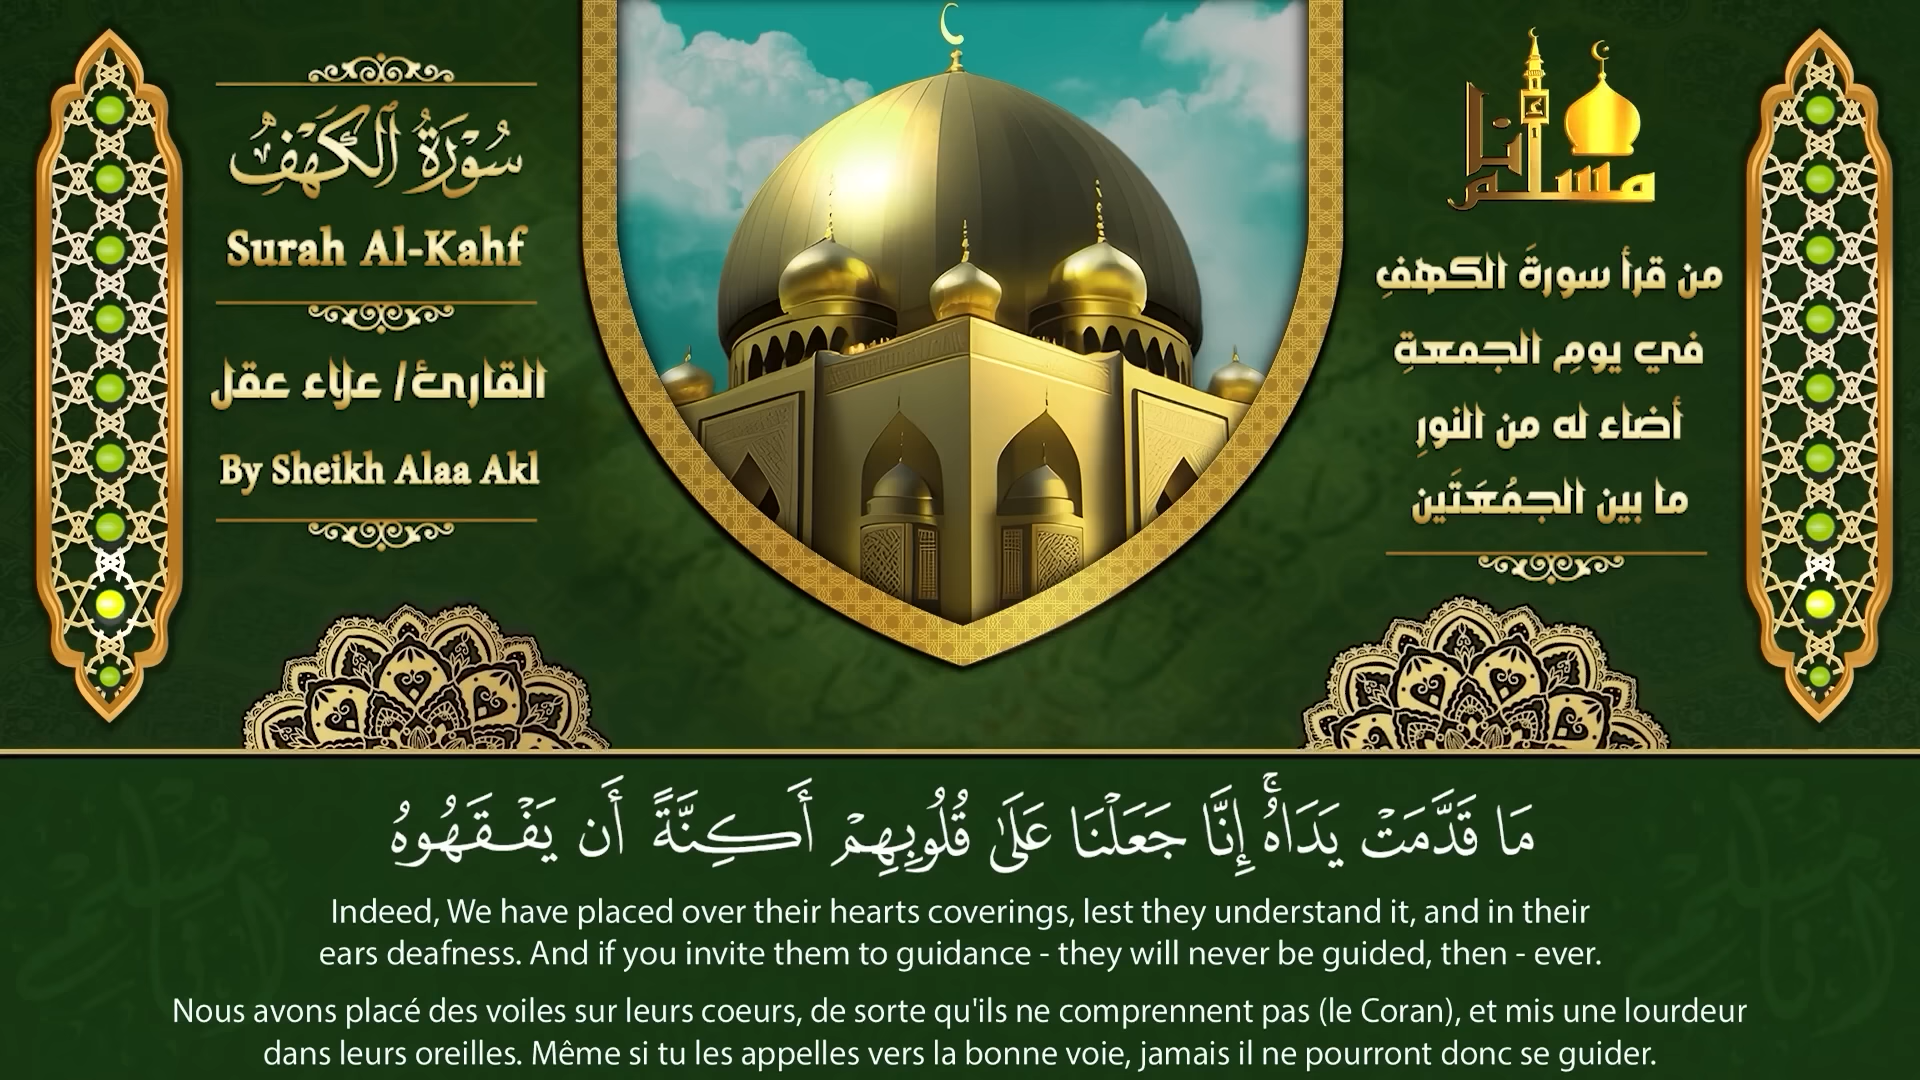 سُورَةُ الكَهْفِ
Surah Al-Kahf
القارئ / علاء عقل
By Sheikh Alaa Akl
أنا مسلم
من قرأ سورةَ الكهفِ
في يومِ الجمعةِ
أضاء له من النورِ
ما بين الجمُعَتَين
مَا قَدَّمَتْ يَدَاهُ ۚ إِنَّا جَعَلْنَا عَلَىٰ قُلُوبِهِمْ أَكِنَّةً أَن يَفْقَهُوهُ
Indeed, We have placed over their hearts coverings, lest they understand it, and in their
ears deafness. And if you invite them to guidance - they will never be guided, then - ever.
Nous avons placé des voiles sur leurs coeurs, de sorte qu'ils ne comprennent pas (le Coran), et mis une lourdeur
dans leurs oreilles. Même si tu les appelles vers la bonne voie, jamais il ne pourront donc se guider.